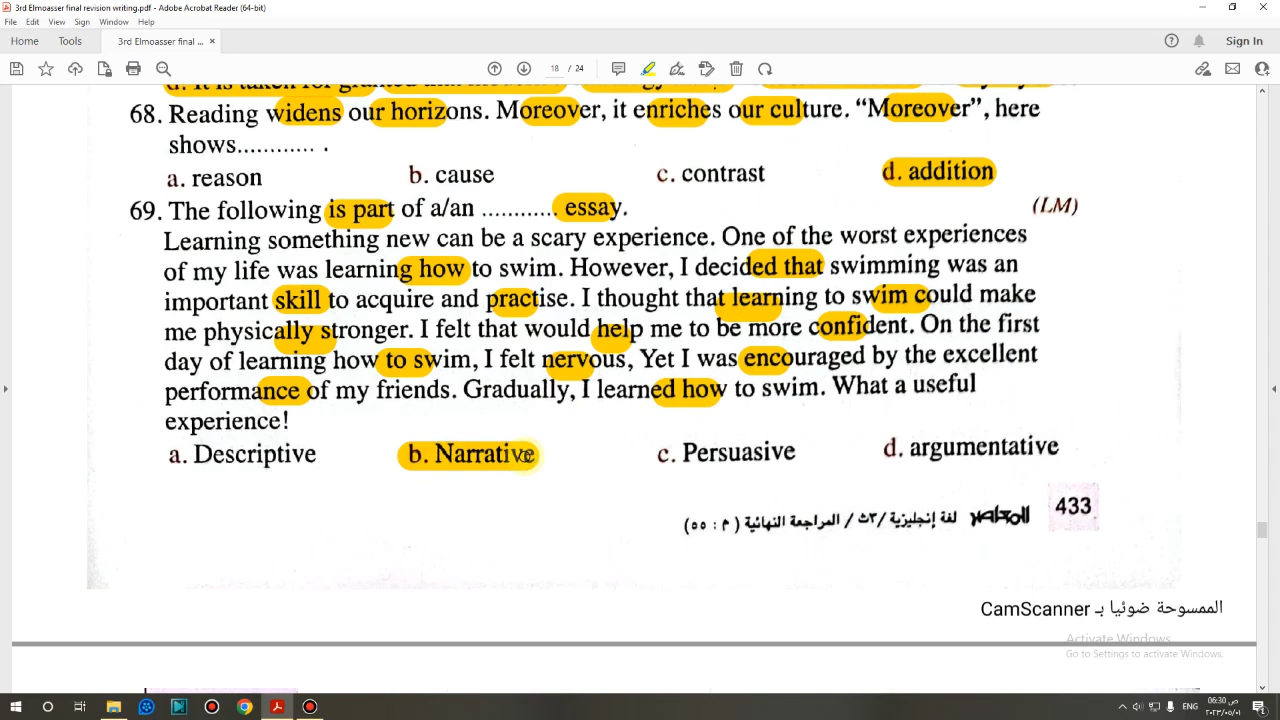 3rd Elmoasser final revision writing.pdf - Adobe Acrobat Reader (64-bit)
File Edit View Sign Window Help
Home Tools 3rd Elmoasser final ... × Sign In
18 / 24
68. Reading widens our horizons. Moreover, it enriches our culture. “Moreover”, here
shows............ .
a. reason b. cause c. contrast d. addition
69. The following is part of a/an ............ essay. (LM)
Learning something new can be a scary experience. One of the worst experiences
of my life was learning how to swim. However, I decided that swimming was an
important skill to acquire and practise. I thought that learning to swim could make
me physically stronger. I felt that would help me to be more confident. On the first
day of learning how to swim, I felt nervous, Yet I was encouraged by the excellent
performance of my friends. Gradually, I learned how to swim. What a useful
experience!
a. Descriptive b. Narrative c. Persuasive d. argumentative
المعاصر لغة إنجليزية /٣ث / المراجعة النهائية (م : ٥٥) 433
الممسوحة ضوئيا بـ CamScanner
Activate Windows
Go to Settings to activate Windows.
ENG
06:30 ص
٢٠٢٣/٠٥/٠١